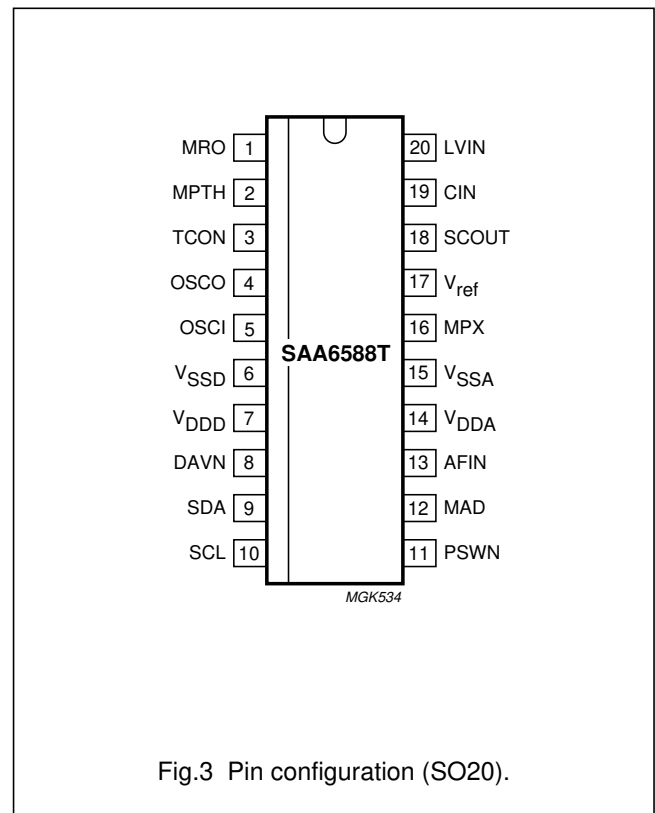 MRO 1 20 LVIN
MPTH 2 19 CIN
TCON 3 18 SCOUT
OSCO 4 17 Vref
OSCI 5 16 MPX
SAA6588T
VSSD 6 15 VSSA
VDDD 7 14 VDDA
DAVN 8 13 AFIN
SDA 9 12 MAD
SCL 10 11 PSWN
MGK534
Fig.3 Pin configuration (SO20).